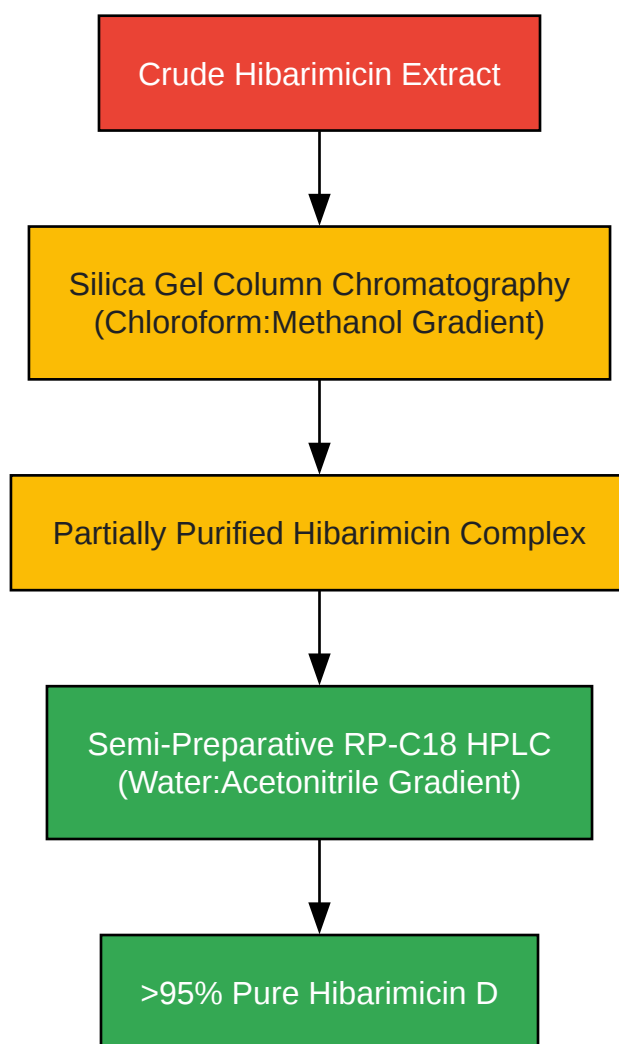 Crude Hibarimicin Extract
Silica Gel Column Chromatography
(Chloroform:Methanol Gradient)
Partially Purified Hibarimicin Complex
Semi-Preparative RP-C18 HPLC
(Water:Acetonitrile Gradient)
>95% Pure Hibarimicin D